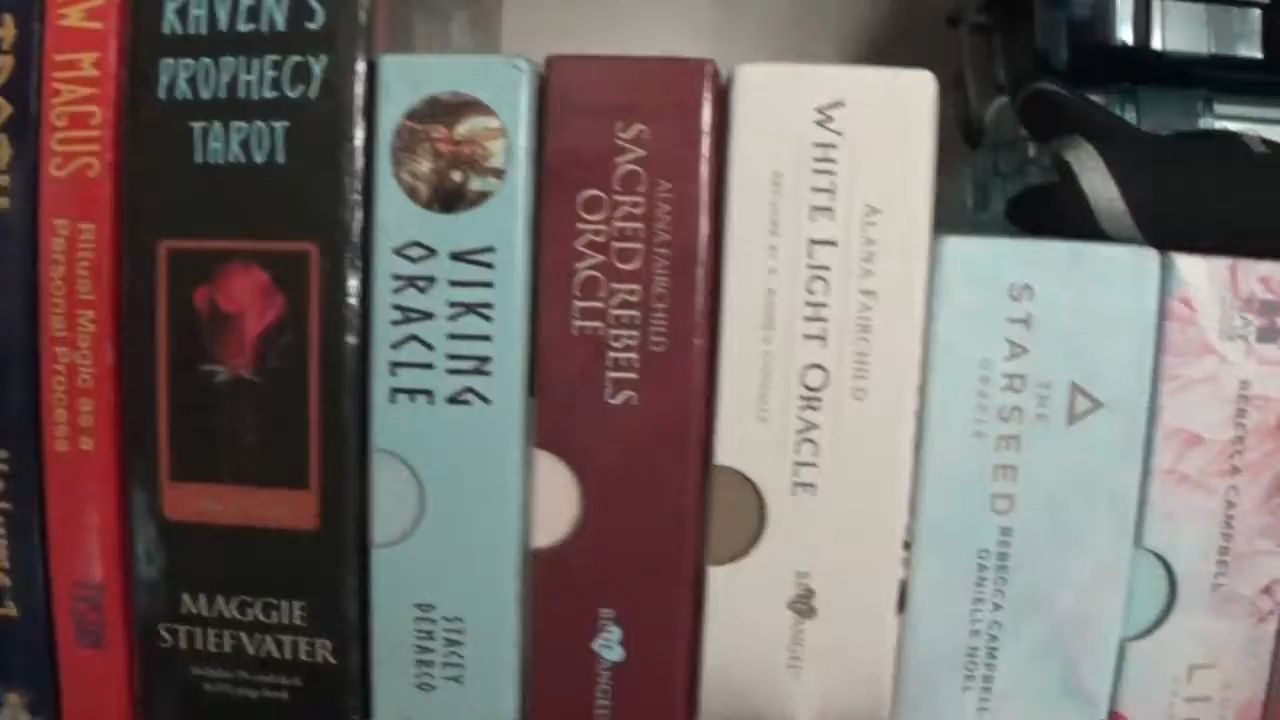 MAGUS
Ritual Magic as a
Personal Process
RAVEN'S
PROPHECY
TAROT
MAGGIE
STIEFVATER
VIKING
ORACLE
STACEY
DEMARCO
ALANA FAIRCHILD
SACRED REBELS
ORACLE
ALANA FAIRCHILD
WHITE LIGHT ORACLE
THE
STARSEED
ORACLE
REBECCA CAMPBELL
DANIELLE NOEL
REBECCA CAMPBELL